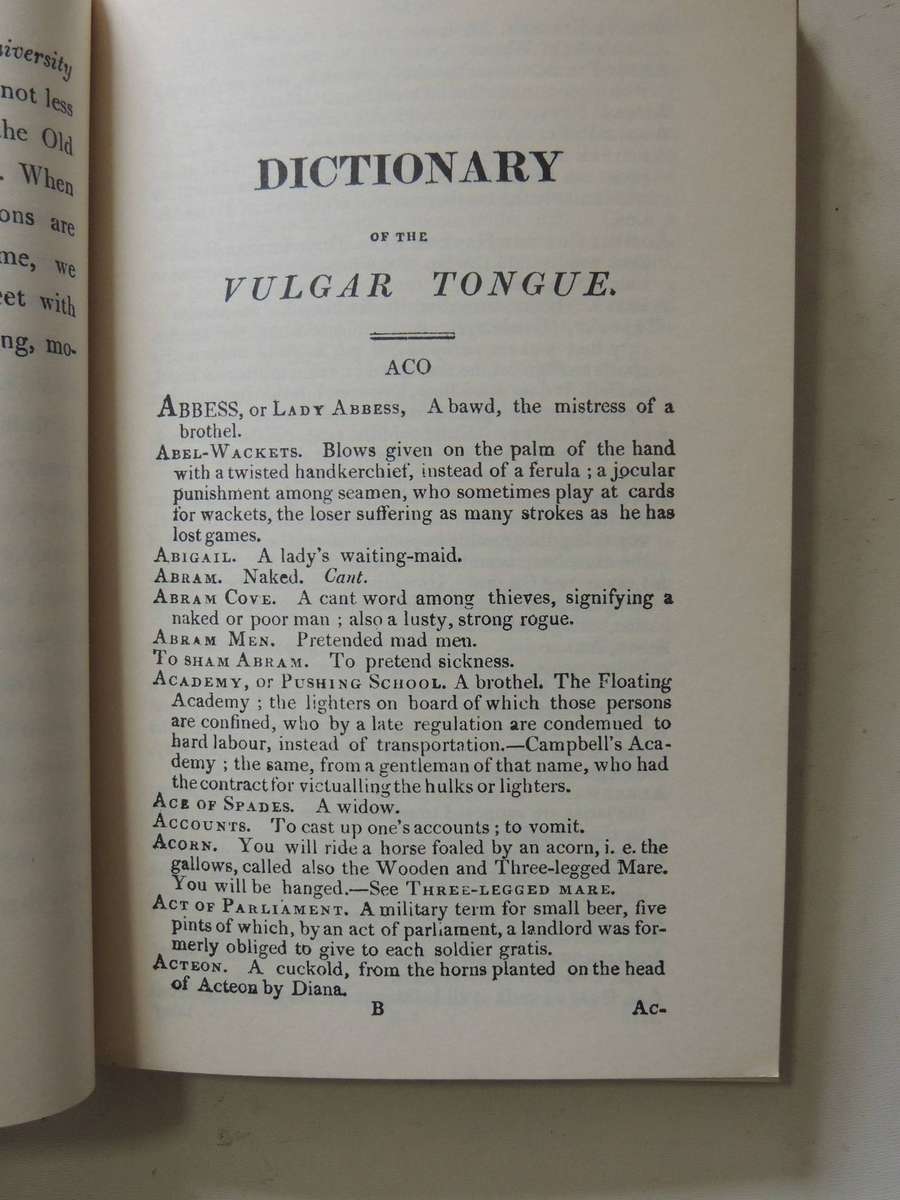 iversity
not less
he Old
. When
ons are
me, we
eet with
ng, mo-
DICTIONARY
OF THE
VULGAR TONGUE.
ACO
ABBESS, or LADY ABBESS, A bawd, the mistress of a
brothel.
ABEL-WACKETS. Blows given on the palm of the hand
with a twisted handkerchief, instead of a ferula ; a jocular
punishment among seamen, who sometimes play at cards
for wackets, the loser suffering as many strokes as he has
lost games.
ABIGAIL. A lady's waiting-maid.
ABRAM. Naked. Cant.
ABRAM COVE. A cant word among thieves, signifying a
naked or poor man ; also a lusty, strong rogue.
ABRAM MEN. Pretended mad men.
TO SHAM ABRAM. To pretend sickness.
ACADEMY, or PUSHING SCHOOL. A brothel. The Floating
Academy ; the lighters on board of which those persons
are confined, who by a late regulation are condemned to
hard labour, instead of transportation.—Campbell's Aca-
demy ; the same, from a gentleman of that name, who had
the contract for victualling the hulks or lighters.
ACE OF SPADES. A widow.
ACCOUNTS. To cast up one's accounts ; to vomit.
ACORN. You will ride a horse foaled by an acorn, i. e. the
gallows, called also the Wooden and Three-legged Mare.
You will be hanged.—See THREE-LEGGED MARE.
ACT OF PARLIAMENT. A military term for small beer, five
pints of which, by an act of parliament, a landlord was for-
merly obliged to give to each soldier gratis.
ACTEON. A cuckold, from the horns planted on the head
of Acteon by Diana.
B Ac-